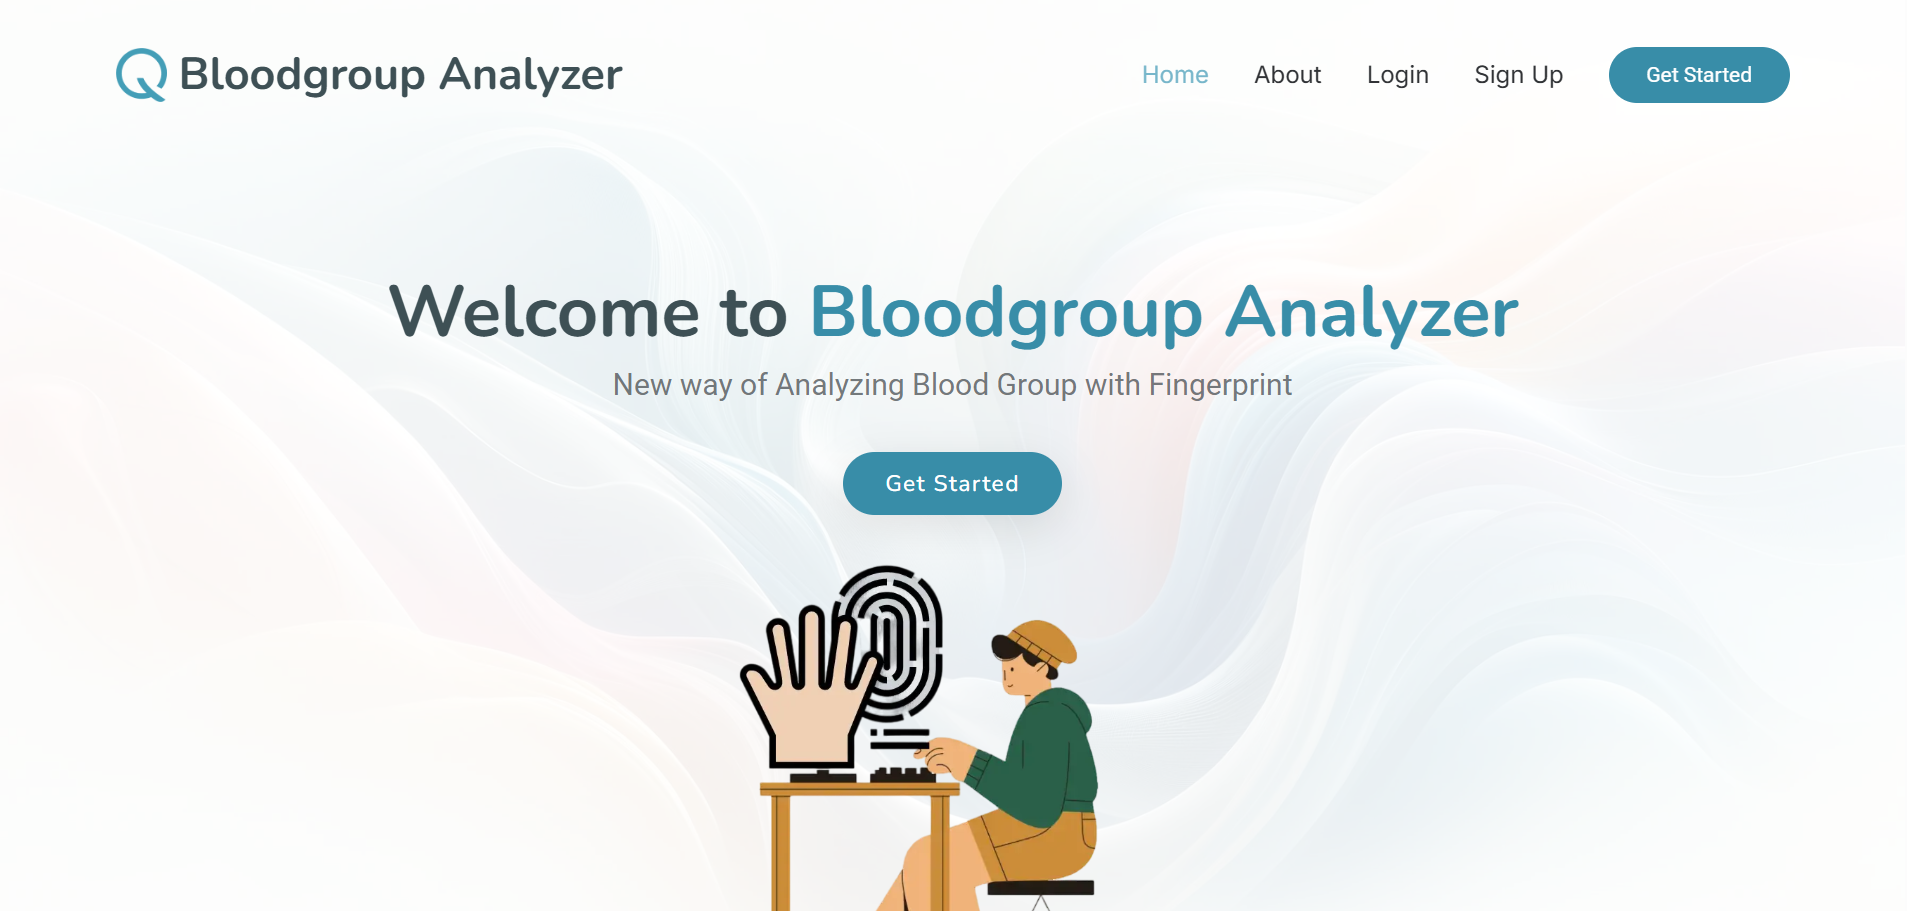 Bloodgroup Analyzer
Home About Login Sign Up Get Started
Welcome to Bloodgroup Analyzer
New way of Analyzing Blood Group with Fingerprint
Get Started